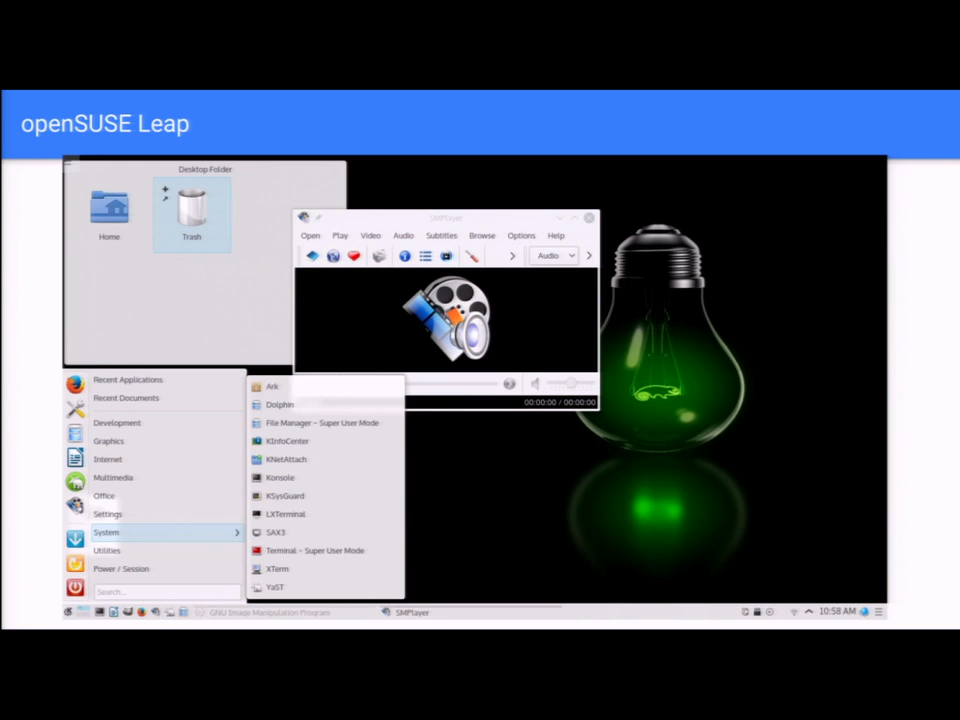 openSUSE Leap
Desktop Folder
Home
Trash
SMPlayer
Open Play Video Audio Subtitles Browse Options Help
Audio
00:00:00 / 00:00:00
Recent Applications
Recent Documents
Development
Graphics
Internet
Multimedia
Office
Settings
System
Utilities
Power / Session
Search...
Ark
Dolphin
File Manager – Super User Mode
KInfoCenter
KNetAttach
Konsole
KSysGuard
LXTerminal
SAX3
Terminal – Super User Mode
XTerm
YaST
GNU Image Manipulation Program
SMPlayer
10:58 AM